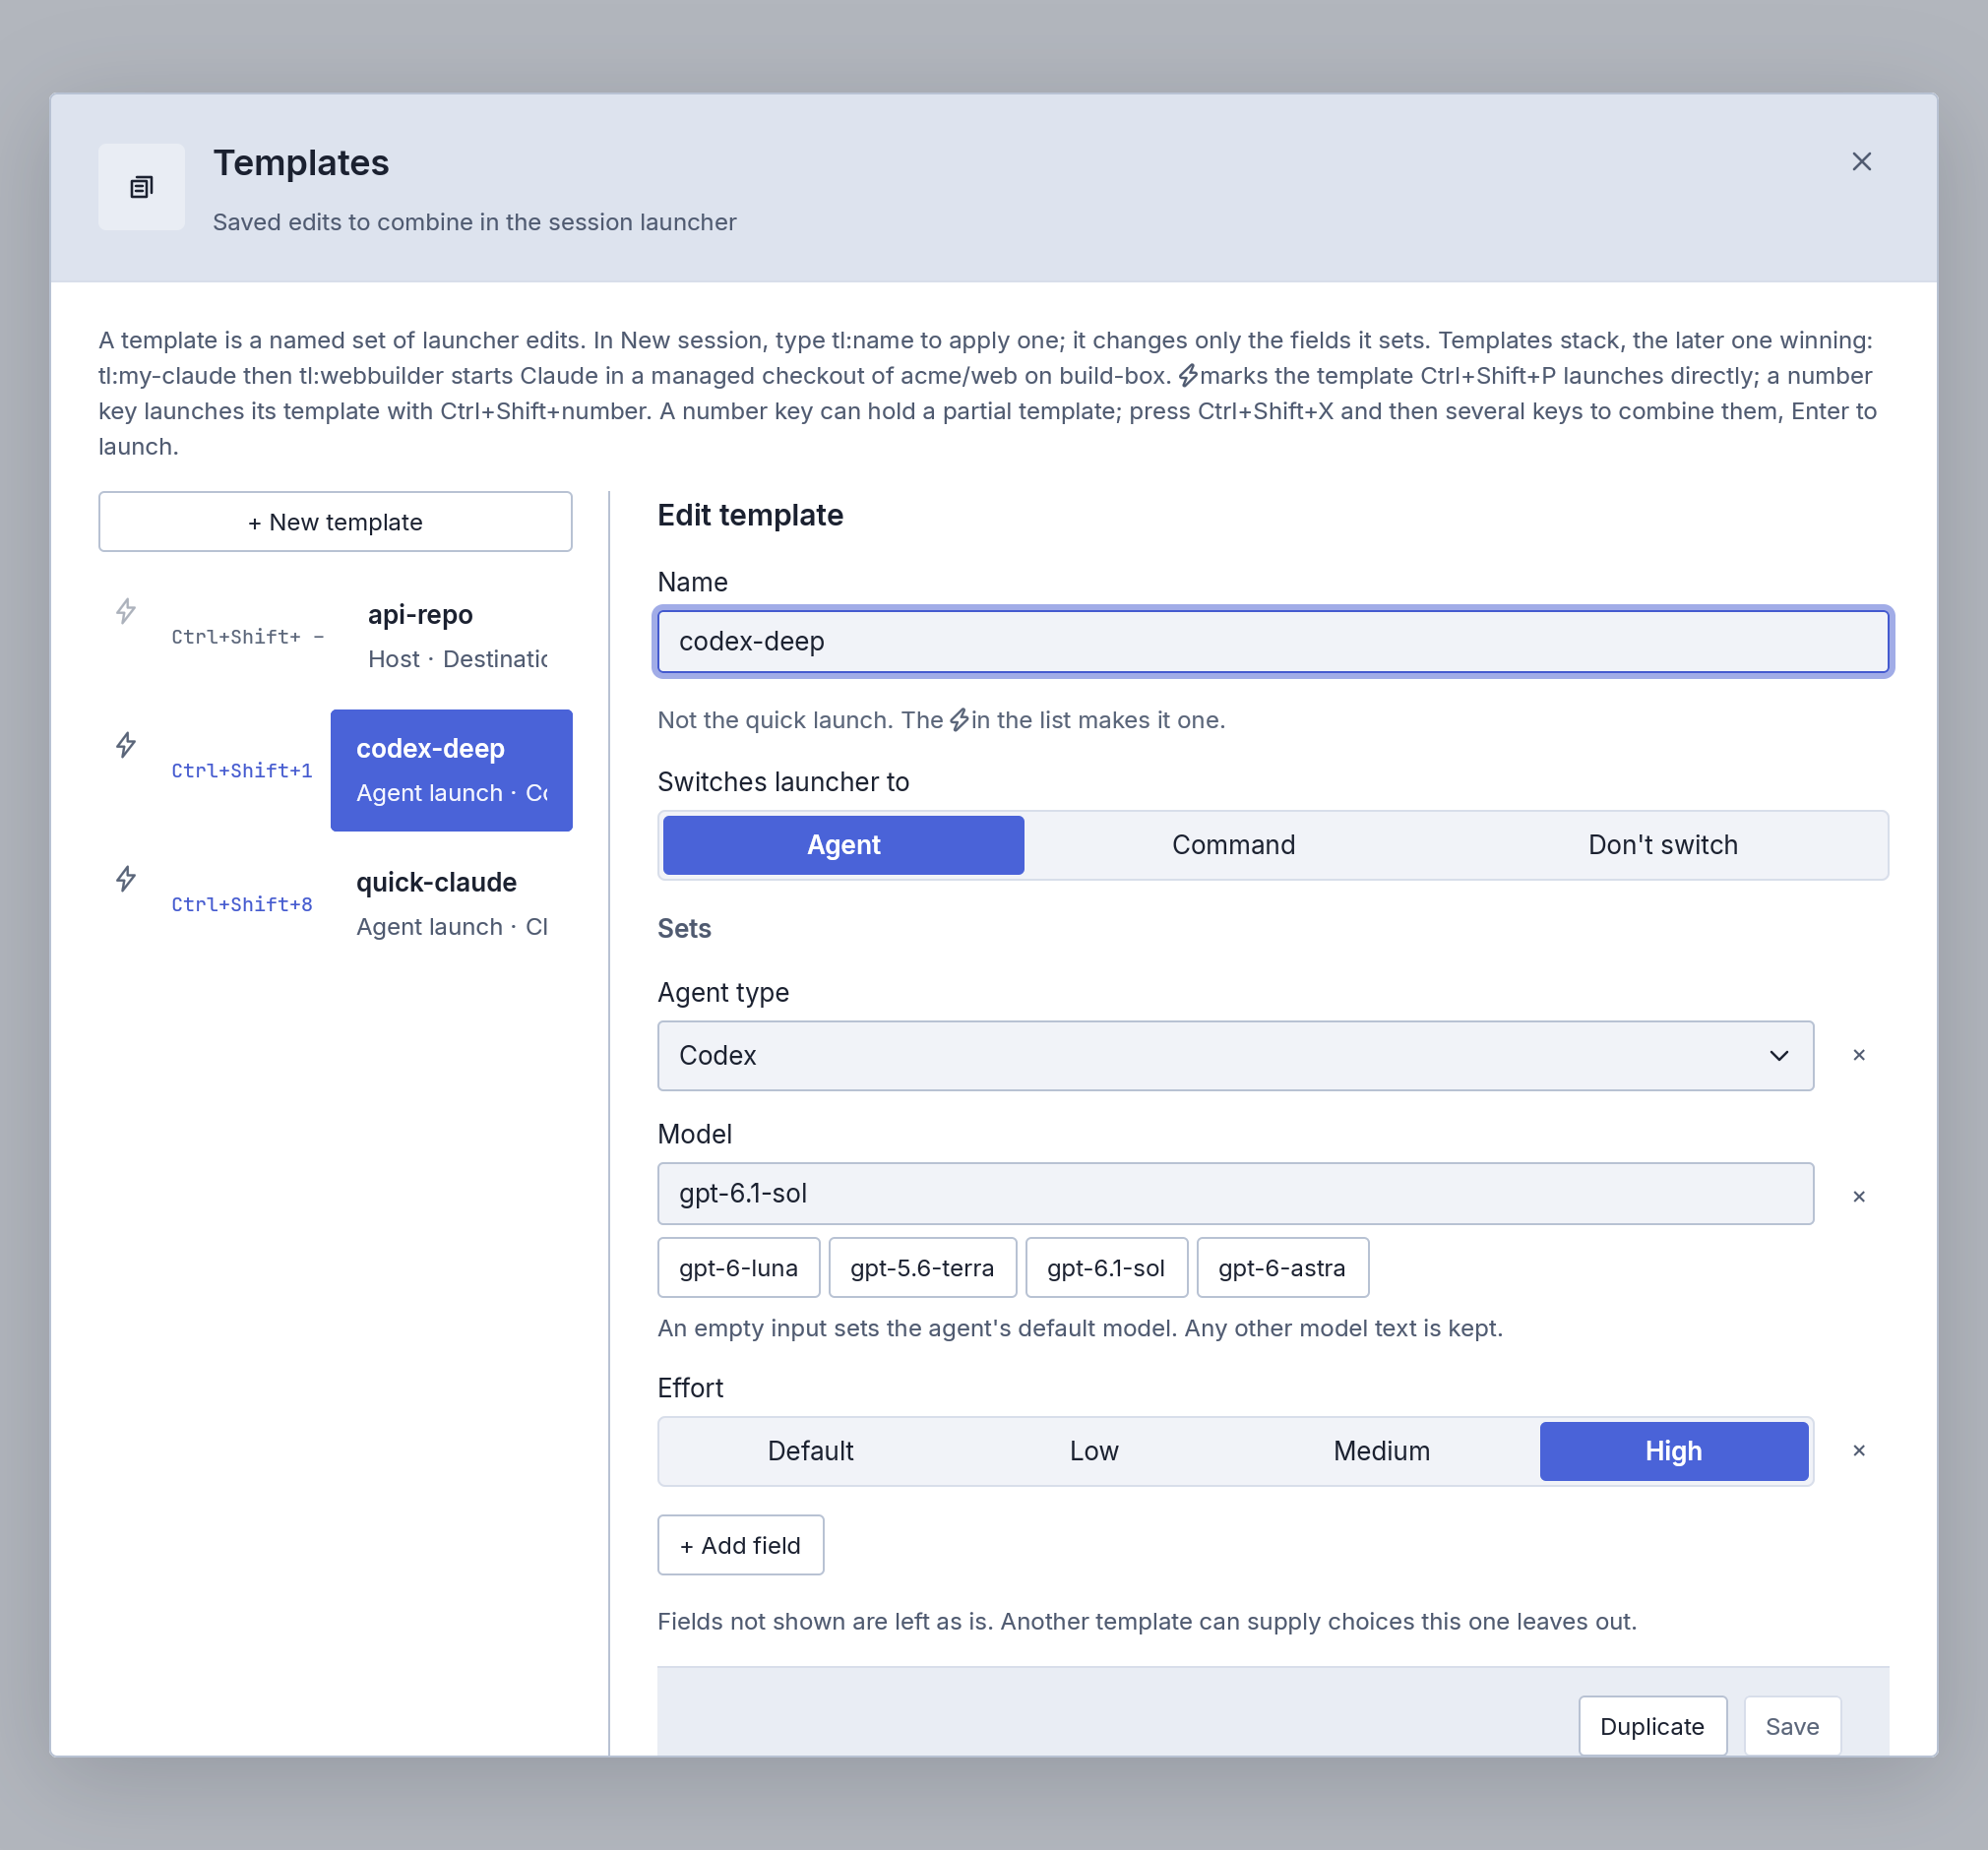 Templates
Saved edits to combine in the session launcher
A template is a named set of launcher edits. In New session, type tl:name to apply one; it changes only the fields it sets. Templates stack, the later one winning:
tl:my-claude then tl:webbuilder starts Claude in a managed checkout of acme/web on build-box. marks the template Ctrl+Shift+P launches directly; a number
key launches its template with Ctrl+Shift+number. A number key can hold a partial template; press Ctrl+Shift+X and then several keys to combine them, Enter to
launch.
+ New template
Ctrl+Shift+ –
api-repo
Host · Destinatic
Ctrl+Shift+1
codex-deep
Agent launch · Co
Ctrl+Shift+8
quick-claude
Agent launch · Cl
Edit template
Name
codex-deep
Not the quick launch. The in the list makes it one.
Switches launcher to
Agent Command Don't switch
Sets
Agent type
Codex ×
Model
gpt-6.1-sol ×
gpt-6-luna gpt-5.6-terra gpt-6.1-sol gpt-6-astra
An empty input sets the agent's default model. Any other model text is kept.
Effort
Default Low Medium High ×
+ Add field
Fields not shown are left as is. Another template can supply choices this one leaves out.
Duplicate Save